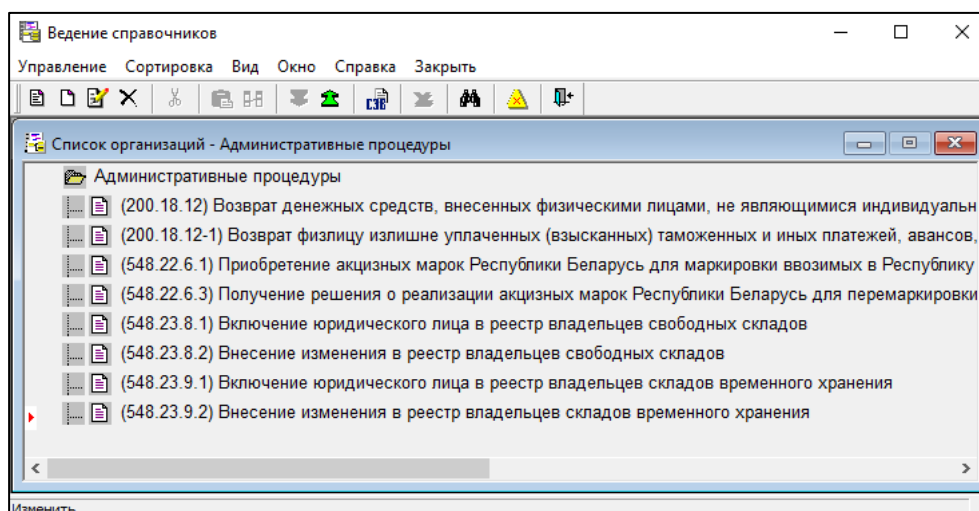 Ведение справочников
Управление Сортировка Вид Окно Справка Закрыть
СЭВ
Список организаций - Административные процедуры
Административные процедуры
(200.18.12) Возврат денежных средств, внесенных физическими лицами, не являющимися индивидуальн
(200.18.12-1) Возврат физлицу излишне уплаченных (взысканных) таможенных и иных платежей, авансов,
(548.22.6.1) Приобретение акцизных марок Республики Беларусь для маркировки ввозимых в Республику
(548.22.6.3) Получение решения о реализации акцизных марок Республики Беларусь для перемаркировки
(548.23.8.1) Включение юридического лица в реестр владельцев свободных складов
(548.23.8.2) Внесение изменения в реестр владельцев свободных складов
(548.23.9.1) Включение юридического лица в реестр владельцев складов временного хранения
(548.23.9.2) Внесение изменения в реестр владельцев складов временного хранения
Изменить